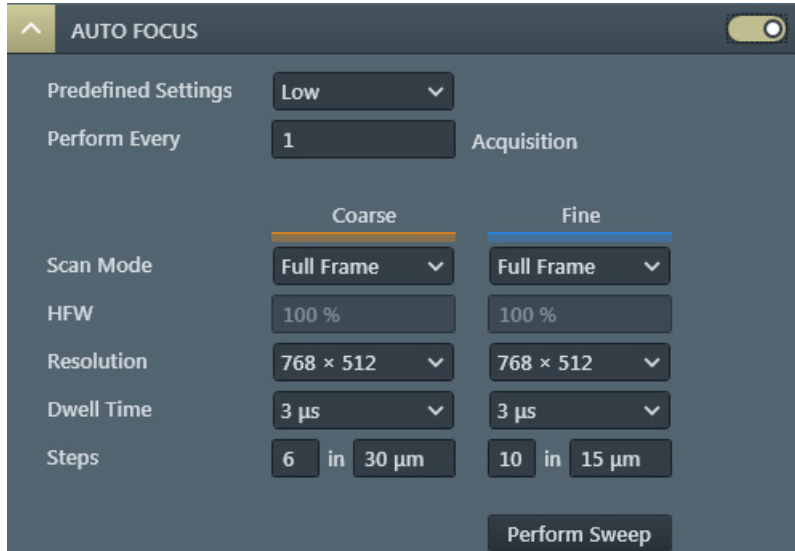 AUTO FOCUS
Predefined Settings Low
Perform Every 1 Acquisition
Coarse Fine
Scan Mode Full Frame Full Frame
HFW 100 % 100 %
Resolution 768 × 512 768 × 512
Dwell Time 3 µs 3 µs
Steps 6 in 30 µm 10 in 15 µm
Perform Sweep